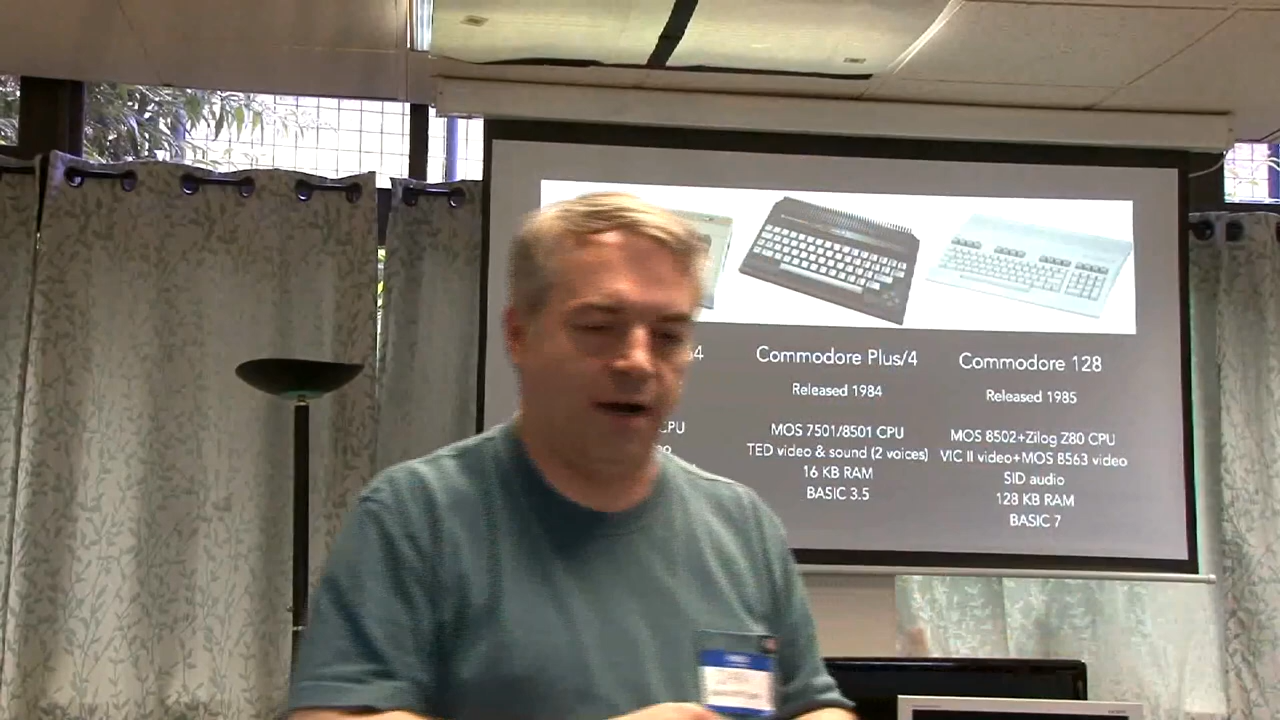 64
Commodore Plus/4
Commodore 128
Released 1984
Released 1985
CPU
MOS 7501/8501 CPU
MOS 8502+Zilog Z80 CPU
TED video & sound (2 voices)
VIC II video+MOS 8563 video
16 KB RAM
SID audio
BASIC 3.5
128 KB RAM
BASIC 7